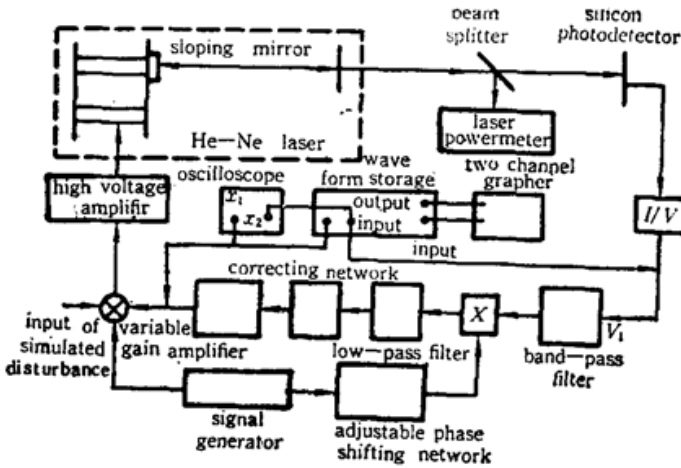 beam
splitter
silicon
photodetector
sloping mirror
He—Ne laser
laser
powermeter
high voltage
amplifir
oscilloscope
x₁
x₂
wave
form storage
output
input
two channel
grapher
I/V
input
correcting network
X
V₁
input of
simulated
disturbance
variable
gain amplifier
low—pass filter
band—pass
filter
signal
generator
adjustable phase
shifting network